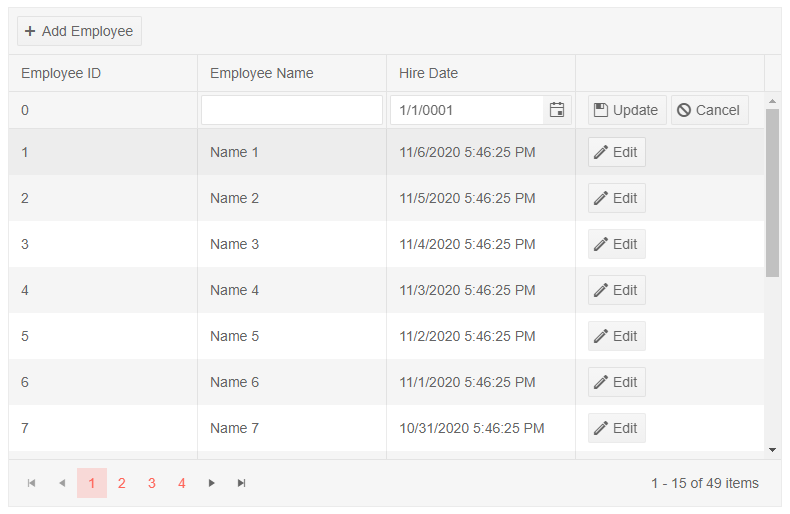 Add Employee
Employee ID Employee Name Hire Date
0 1/1/0001 Update Cancel
1 Name 1 11/6/2020 5:46:25 PM Edit
2 Name 2 11/5/2020 5:46:25 PM Edit
3 Name 3 11/4/2020 5:46:25 PM Edit
4 Name 4 11/3/2020 5:46:25 PM Edit
5 Name 5 11/2/2020 5:46:25 PM Edit
6 Name 6 11/1/2020 5:46:25 PM Edit
7 Name 7 10/31/2020 5:46:25 PM Edit
1 2 3 4 1 - 15 of 49 items